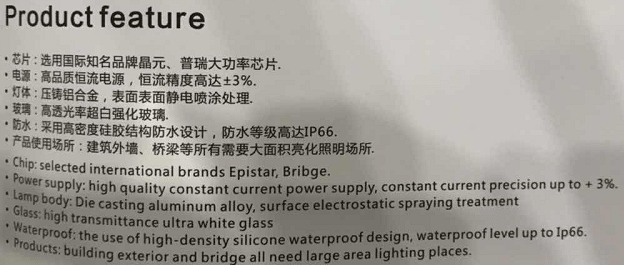 Product feature
• 芯片：选用国际知名品牌晶元、普瑞大功率芯片.
• 电源：高品质恒流电源，恒流精度高达±3%.
• 灯体：压铸铝合金，表面表面静电喷涂处理.
• 玻璃：高透光率超白强化玻璃.
• 防水：采用高密度硅胶结构防水设计，防水等级高达IP66.
• 产品使用场所：建筑外墙、桥梁等所有需要大面积亮化照明场所.
• Chip: selected international brands Epistar, Bribge.
• Power supply: high quality constant current power supply, constant current precision up to + 3%.
• Lamp body: Die casting aluminum alloy, surface electrostatic spraying treatment
• Glass: high transmittance ultra white glass
• Waterproof: the use of high-density silicone waterproof design, waterproof level up to Ip66.
• Products: building exterior and bridge all need large area lighting places.